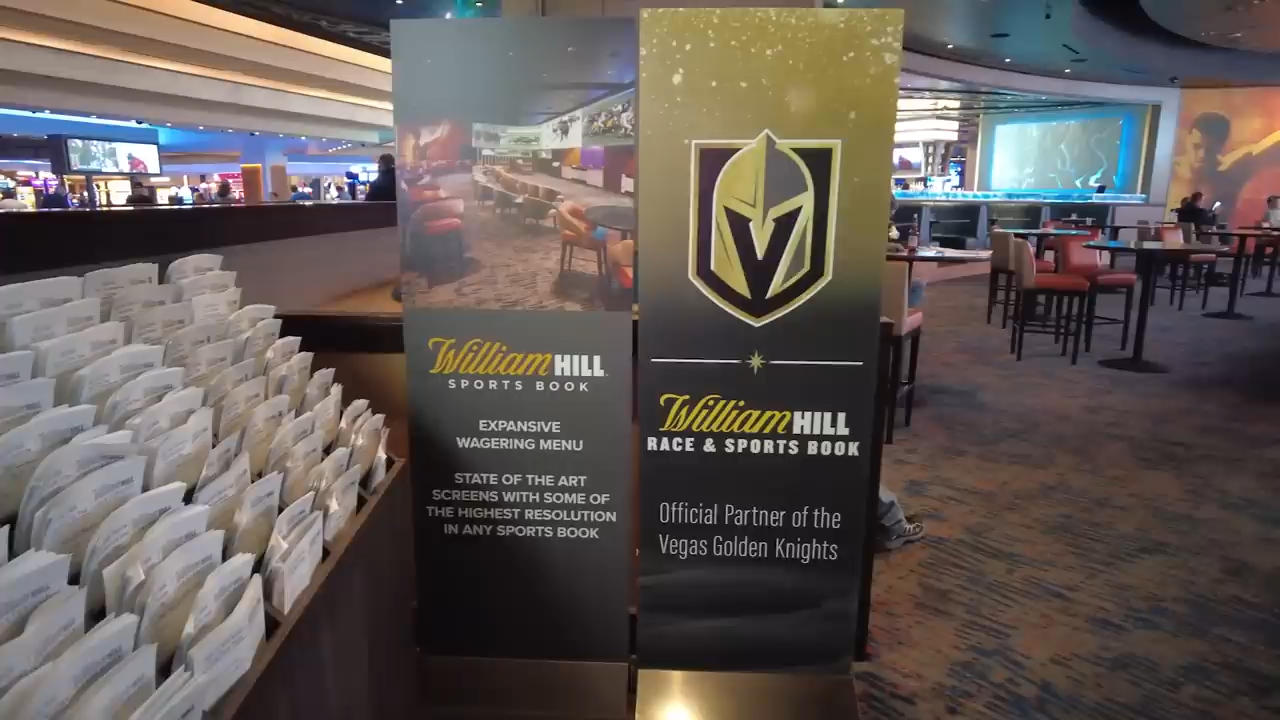 William HILL
SPORTS BOOK
EXPANSIVE
WAGERING MENU
STATE OF THE ART
SCREENS WITH SOME OF
THE HIGHEST RESOLUTION
IN ANY SPORTS BOOK
William HILL
RACE & SPORTS BOOK
Official Partner of the
Vegas Golden Knights